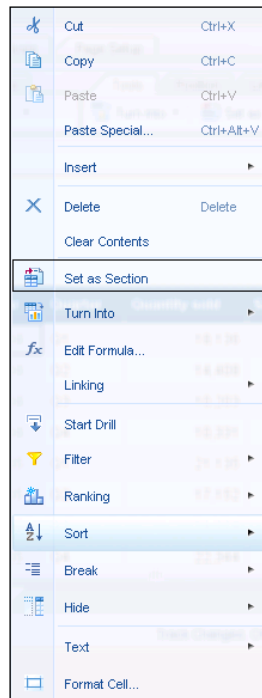 Cut Ctrl+X
Copy Ctrl+C
Paste Ctrl+V
Paste Special... Ctrl+Alt+V
Insert
Delete Delete
Clear Contents
Set as Section
Turn Into
Edit Formula...
Linking
Start Drill
Filter
Ranking
Sort
Break
Hide
Text
Format Cell...